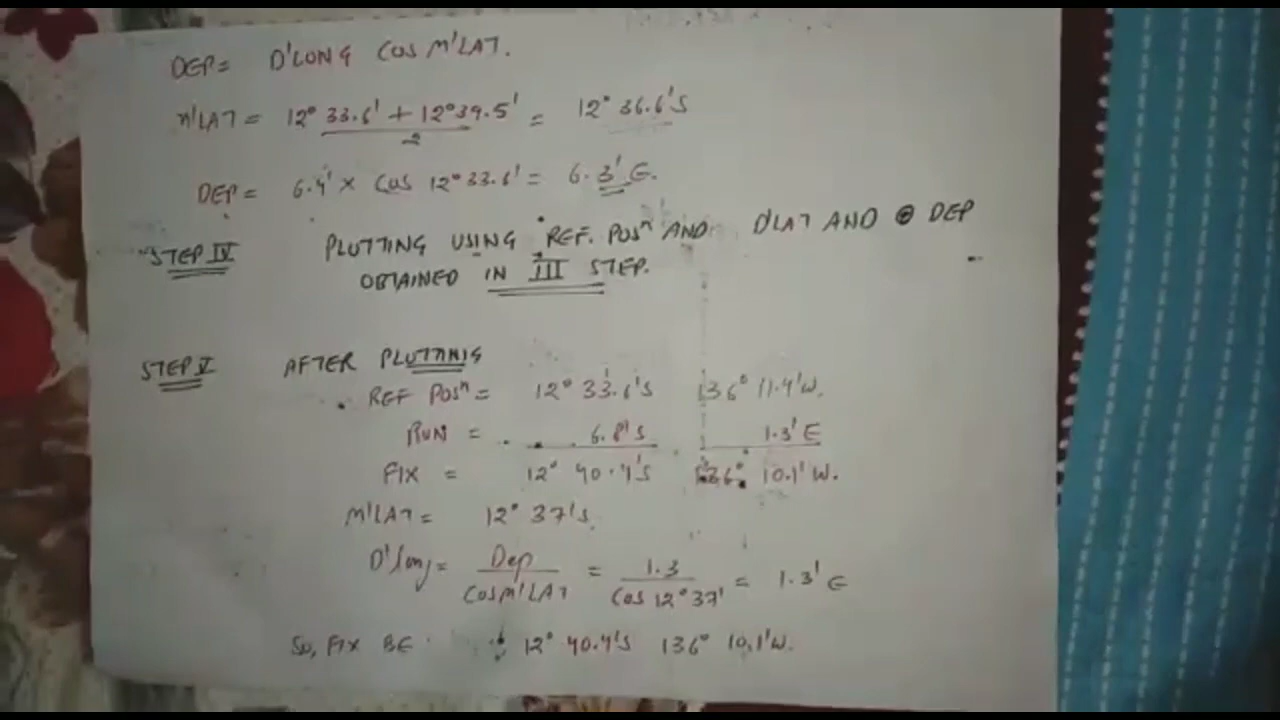 DEP = D'LONG COS M'LAT.
M'LAT = 12° 33.6' + 12° 39.5' = 12° 36.6'S
2
DEP = 6.4' × COS 12° 33.6' = 6.3' E.
STEP IV PLOTTING USING REF. POSⁿ AND D'LAT AND DEP
OBTAINED IN III STEP.
STEP V AFTER PLOTTING
REF POSⁿ = 12° 33.6'S 136° 11.4'W.
RUN = 6.8'S 1.3'E
FIX = 12° 40.4'S 136° 10.1'W.
M'LAT = 12° 37'S.
D'long = Dep = 1.3 = 1.3' E
COS M'LAT COS 12° 37'
SO, FIX BE : 12° 40.4'S 136° 10.1'W.